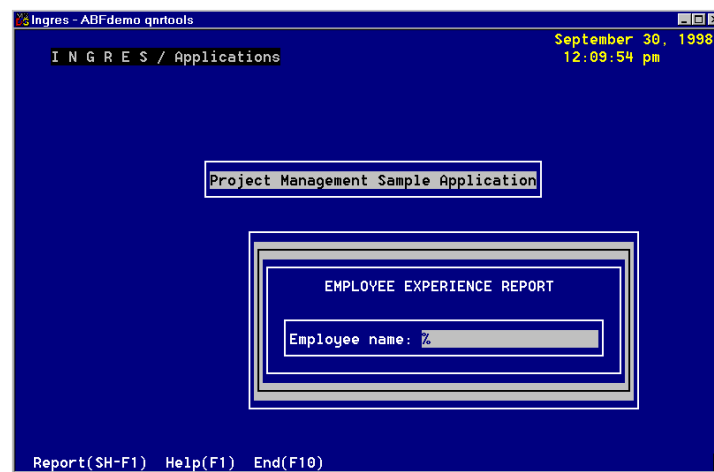 Ingres - ABFdemo qnrtools
September 30, 1998
I N G R E S / Applications
12:09:54 pm
Project Management Sample Application
EMPLOYEE EXPERIENCE REPORT
Employee name: %
Report(SH-F1) Help(F1) End(F10)